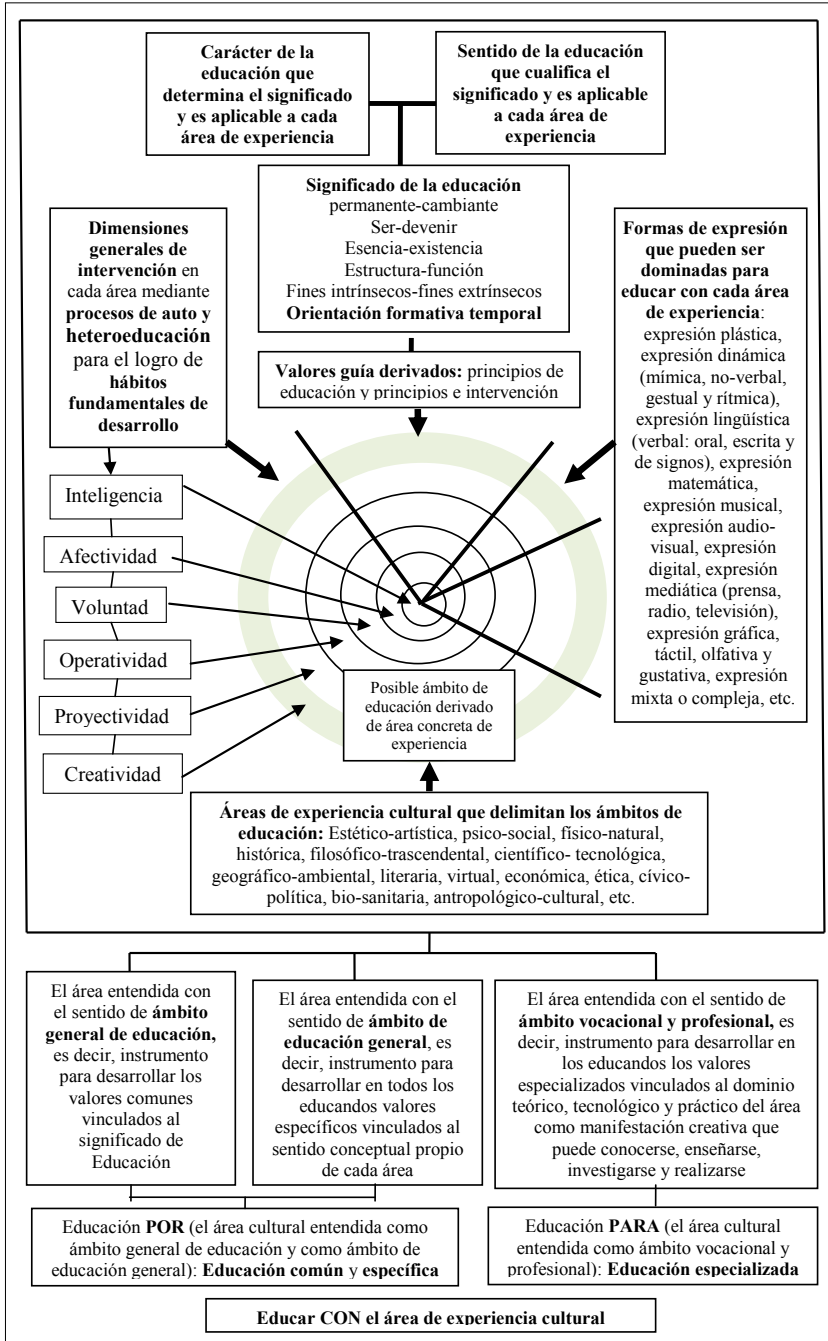 Carácter de la
educación que
determina el significado
y es aplicable a cada
área de experiencia
Sentido de la educación
que cualifica el
significado y es aplicable
a cada área de
experiencia
Significado de la educación
permanente-cambiante
Ser-devenir
Esencia-existencia
Estructura-función
Fines intrínsecos-fines extrínsecos
Orientación formativa temporal
Dimensiones
generales de
intervención en
cada área mediante
procesos de auto y
heteroeducación
para el logro de
hábitos
fundamentales de
desarrollo
Formas de expresión
que pueden ser
dominadas para
educar con cada área
de experiencia:
expresión plástica,
expresión dinámica
(mímica, no-verbal,
gestual y rítmica),
expresión lingüística
(verbal: oral, escrita y
de signos), expresión
matemática,
expresión musical,
expresión audio-
visual, expresión
digital, expresión
mediática (prensa,
radio, televisión),
expresión gráfica,
táctil, olfativa y
gustativa, expresión
mixta o compleja, etc.
Valores guía derivados: principios de
educación y principios e intervención
Inteligencia
Afectividad
Voluntad
Operatividad
Proyectividad
Creatividad
Posible ámbito de
educación derivado
de área concreta de
experiencia
Áreas de experiencia cultural que delimitan los ámbitos de
educación: Estético-artística, psico-social, físico-natural,
histórica, filosófico-trascendental, científico- tecnológica,
geográfico-ambiental, literaria, virtual, económica, ética, cívico-
política, bio-sanitaria, antropológico-cultural, etc.
El área entendida con
el sentido de ámbito
general de educación,
es decir, instrumento
para desarrollar los
valores comunes
vinculados al
significado de
Educación
El área entendida con el
sentido de ámbito de
educación general, es
decir, instrumento para
desarrollar en todos los
educandos valores
específicos vinculados al
sentido conceptual propio
de cada área
El área entendida con el sentido de
ámbito vocacional y profesional, es
decir, instrumento para desarrollar en
los educandos los valores
especializados vinculados al dominio
teórico, tecnológico y práctico del área
como manifestación creativa que
puede conocerse, enseñarse,
investigarse y realizarse
Educación POR (el área cultural entendida como
ámbito general de educación y como ámbito de
educación general): Educación común y específica
Educación PARA (el área cultural
entendida como ámbito vocacional y
profesional): Educación especializada
Educar CON el área de experiencia cultural